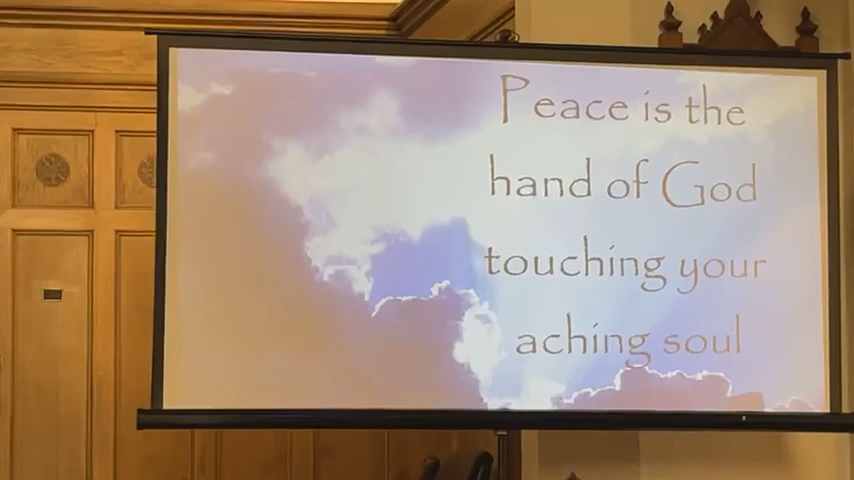 Peace is the
hand of God
touching your
aching soul